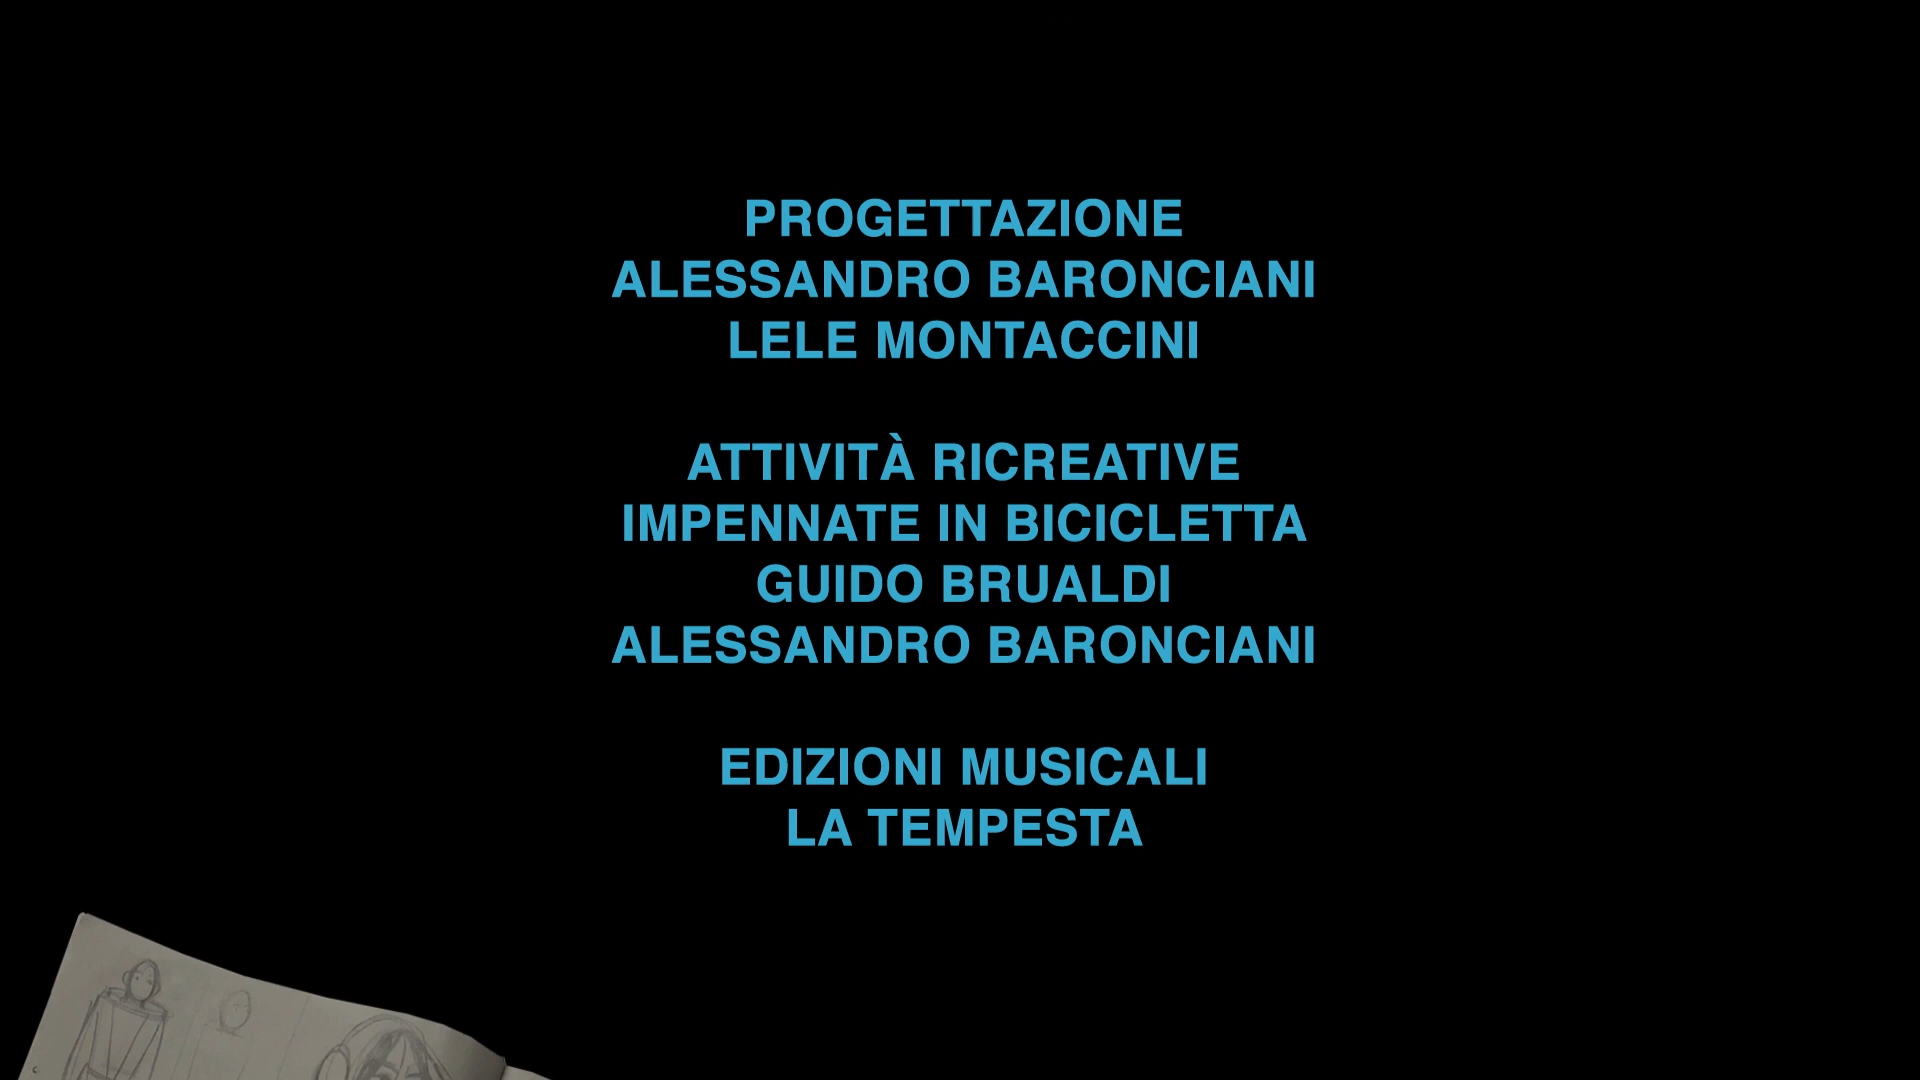 PROGETTAZIONE
ALESSANDRO BARONCIANI
LELE MONTACCINI
ATTIVITÀ RICREATIVE
IMPENNATE IN BICICLETTA
GUIDO BRUALDI
ALESSANDRO BARONCIANI
EDIZIONI MUSICALI
LA TEMPESTA